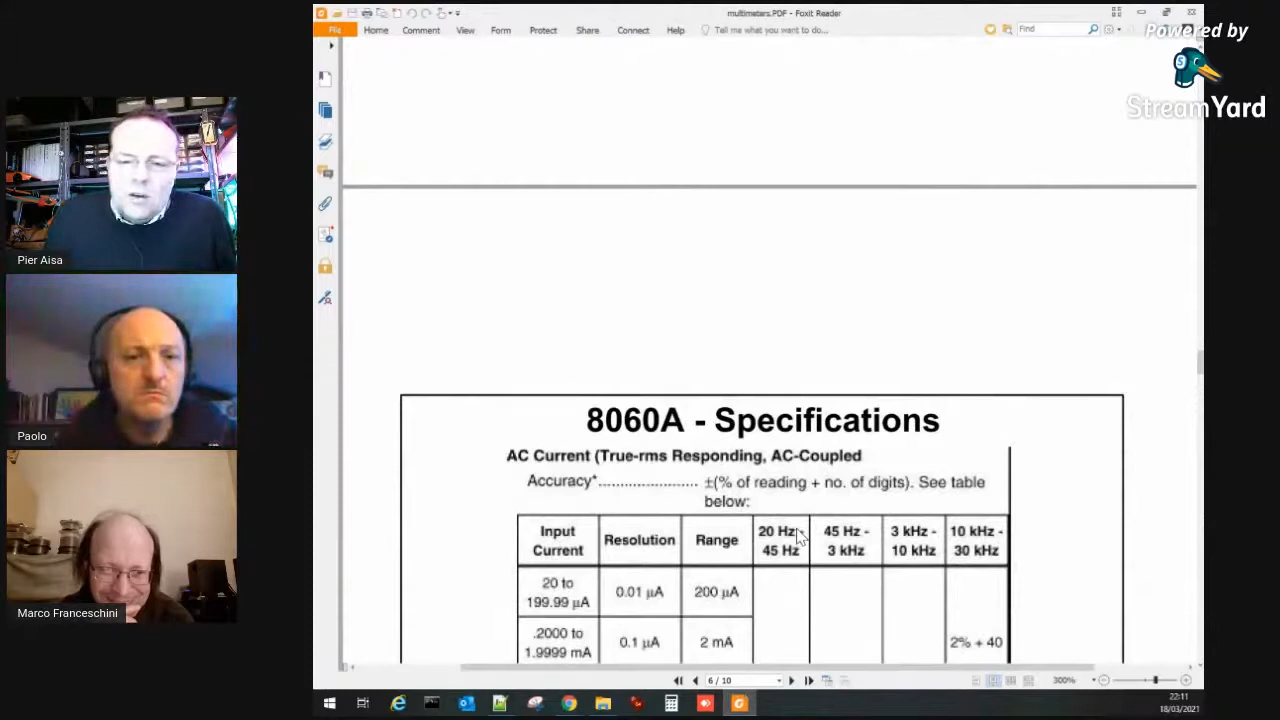 multimeters.PDF - Foxit Reader
File Home Comment View Form Protect Share Connect Help Tell me what you want to do... Find
Powered by
StreamYard
Pier Aisa
Paolo
Marco Franceschini
8060A - Specifications
AC Current (True-rms Responding, AC-Coupled
Accuracy*...................... ±(% of reading + no. of digits). See table
below:
Input Current Resolution Range 20 Hz - 45 Hz 45 Hz - 3 kHz 3 kHz - 10 kHz 10 kHz - 30 kHz
20 to 199.99 µA 0.01 µA 200 µA
.2000 to 1.9999 mA 0.1 µA 2 mA 2% + 40
6 / 10 300%
22:11
18/03/2021